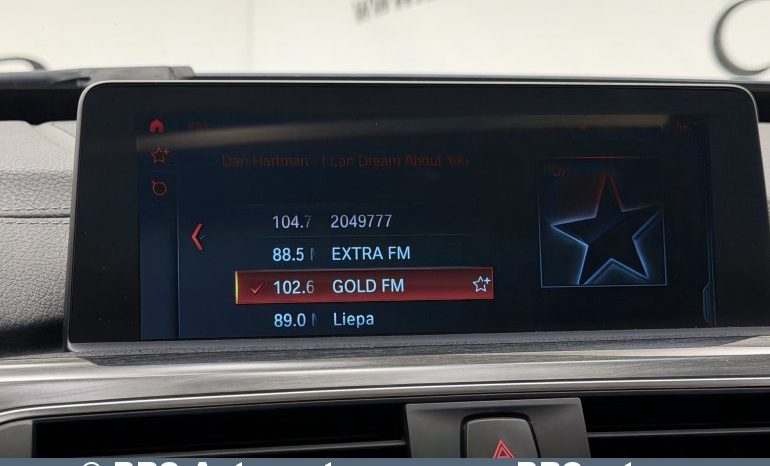 Dan Hartman - I Can Dream About You
104.7 2049777
88.5 EXTRA FM
102.6 GOLD FM
89.0 Liepa